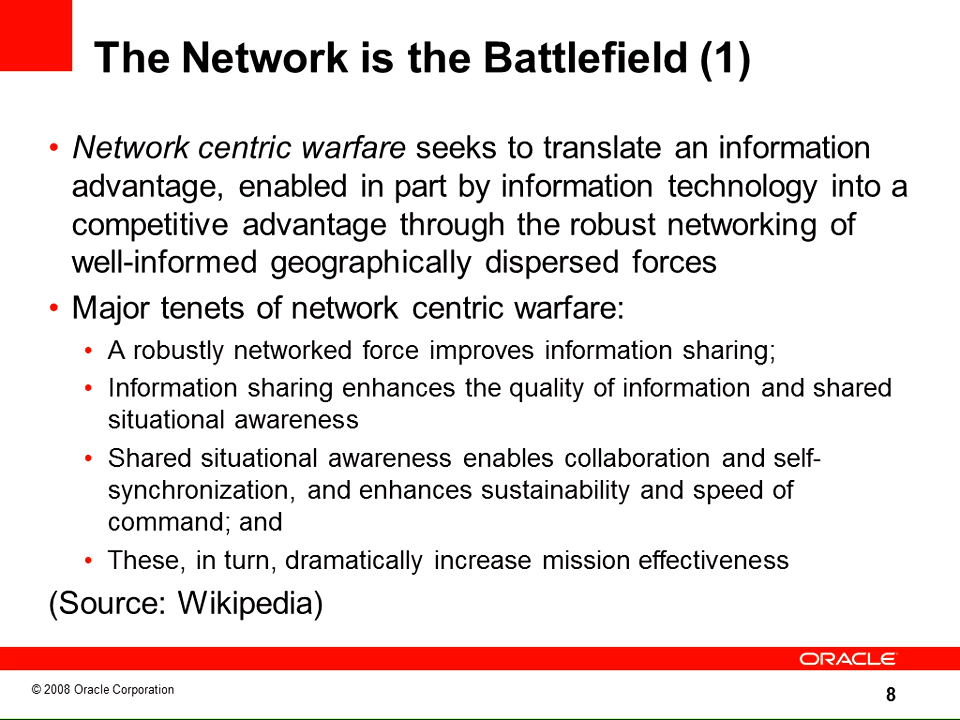 The Network is the Battlefield (1)
• Network centric warfare seeks to translate an information
advantage, enabled in part by information technology into a
competitive advantage through the robust networking of
well-informed geographically dispersed forces
• Major tenets of network centric warfare:
• A robustly networked force improves information sharing;
• Information sharing enhances the quality of information and shared
situational awareness
• Shared situational awareness enables collaboration and self-
synchronization, and enhances sustainability and speed of
command; and
• These, in turn, dramatically increase mission effectiveness
(Source: Wikipedia)
ORACLE
© 2008 Oracle Corporation
8